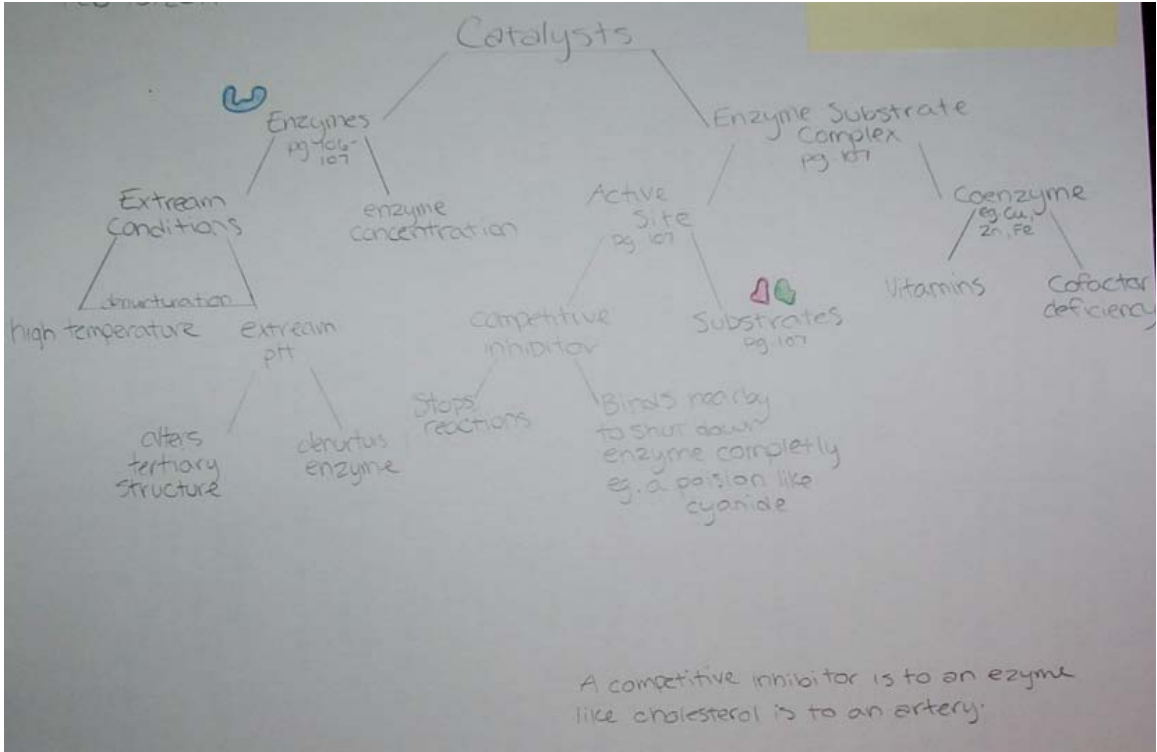 Catalysts
Enzymes
pg 106-
107
Enzyme Substrate
Complex
pg. 107
Extream
Conditions
enzyme
concentration
Active
Site
pg. 107
Coenzyme
eg Cu,
Zn, Fe
denurturation
high temperature
extream
pH
competitive
inhibitor
Substrates
pg. 107
Vitamins
Cofactor
deficiency
alters
tertiary
structure
denurtuis
enzyme
Stops
reactions
Binds nearby
to shut down
enzyme completly
eg. a poision like
cyanide
A competitive inhibitor is to an ezyme
like cholesterol is to an artery.